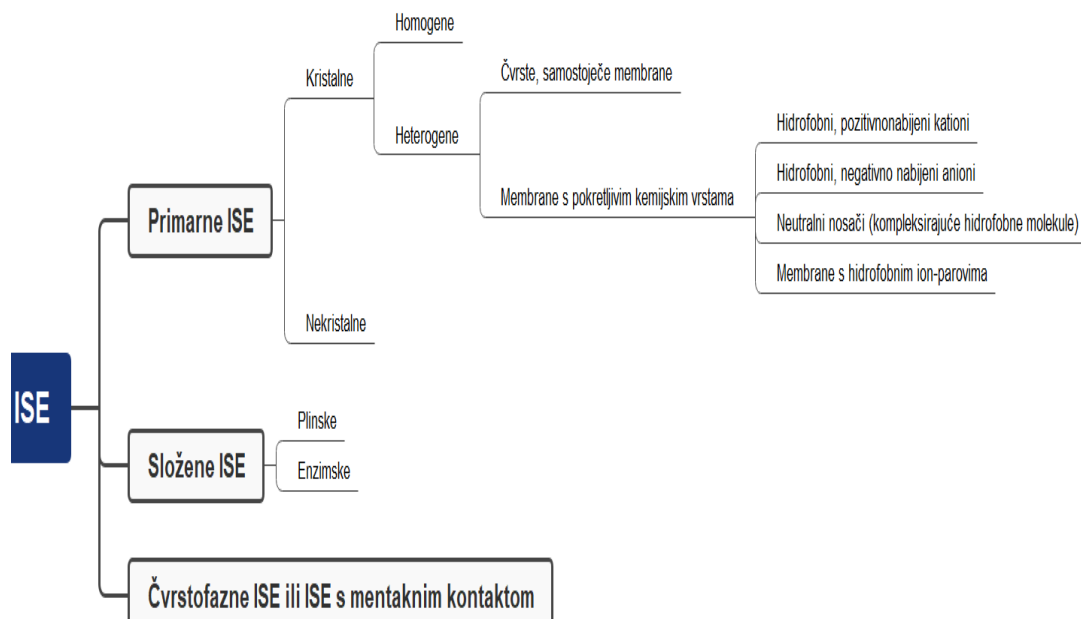 ISE
Primarne ISE
Kristalne
Homogene
Heterogene
Čvrste, samostoječe membrane
Membrane s pokretljivim kemijskim vrstama
Hidrofobni, pozitivnonabijeni kationi
Hidrofobni, negativno nabijeni anioni
Neutralni nosači (kompleksirajuće hidrofobne molekule)
Membrane s hidrofobnim ion-parovima
Nekristalne
Složene ISE
Plinske
Enzimske
Čvrstofazne ISE ili ISE s mentaknim kontaktom